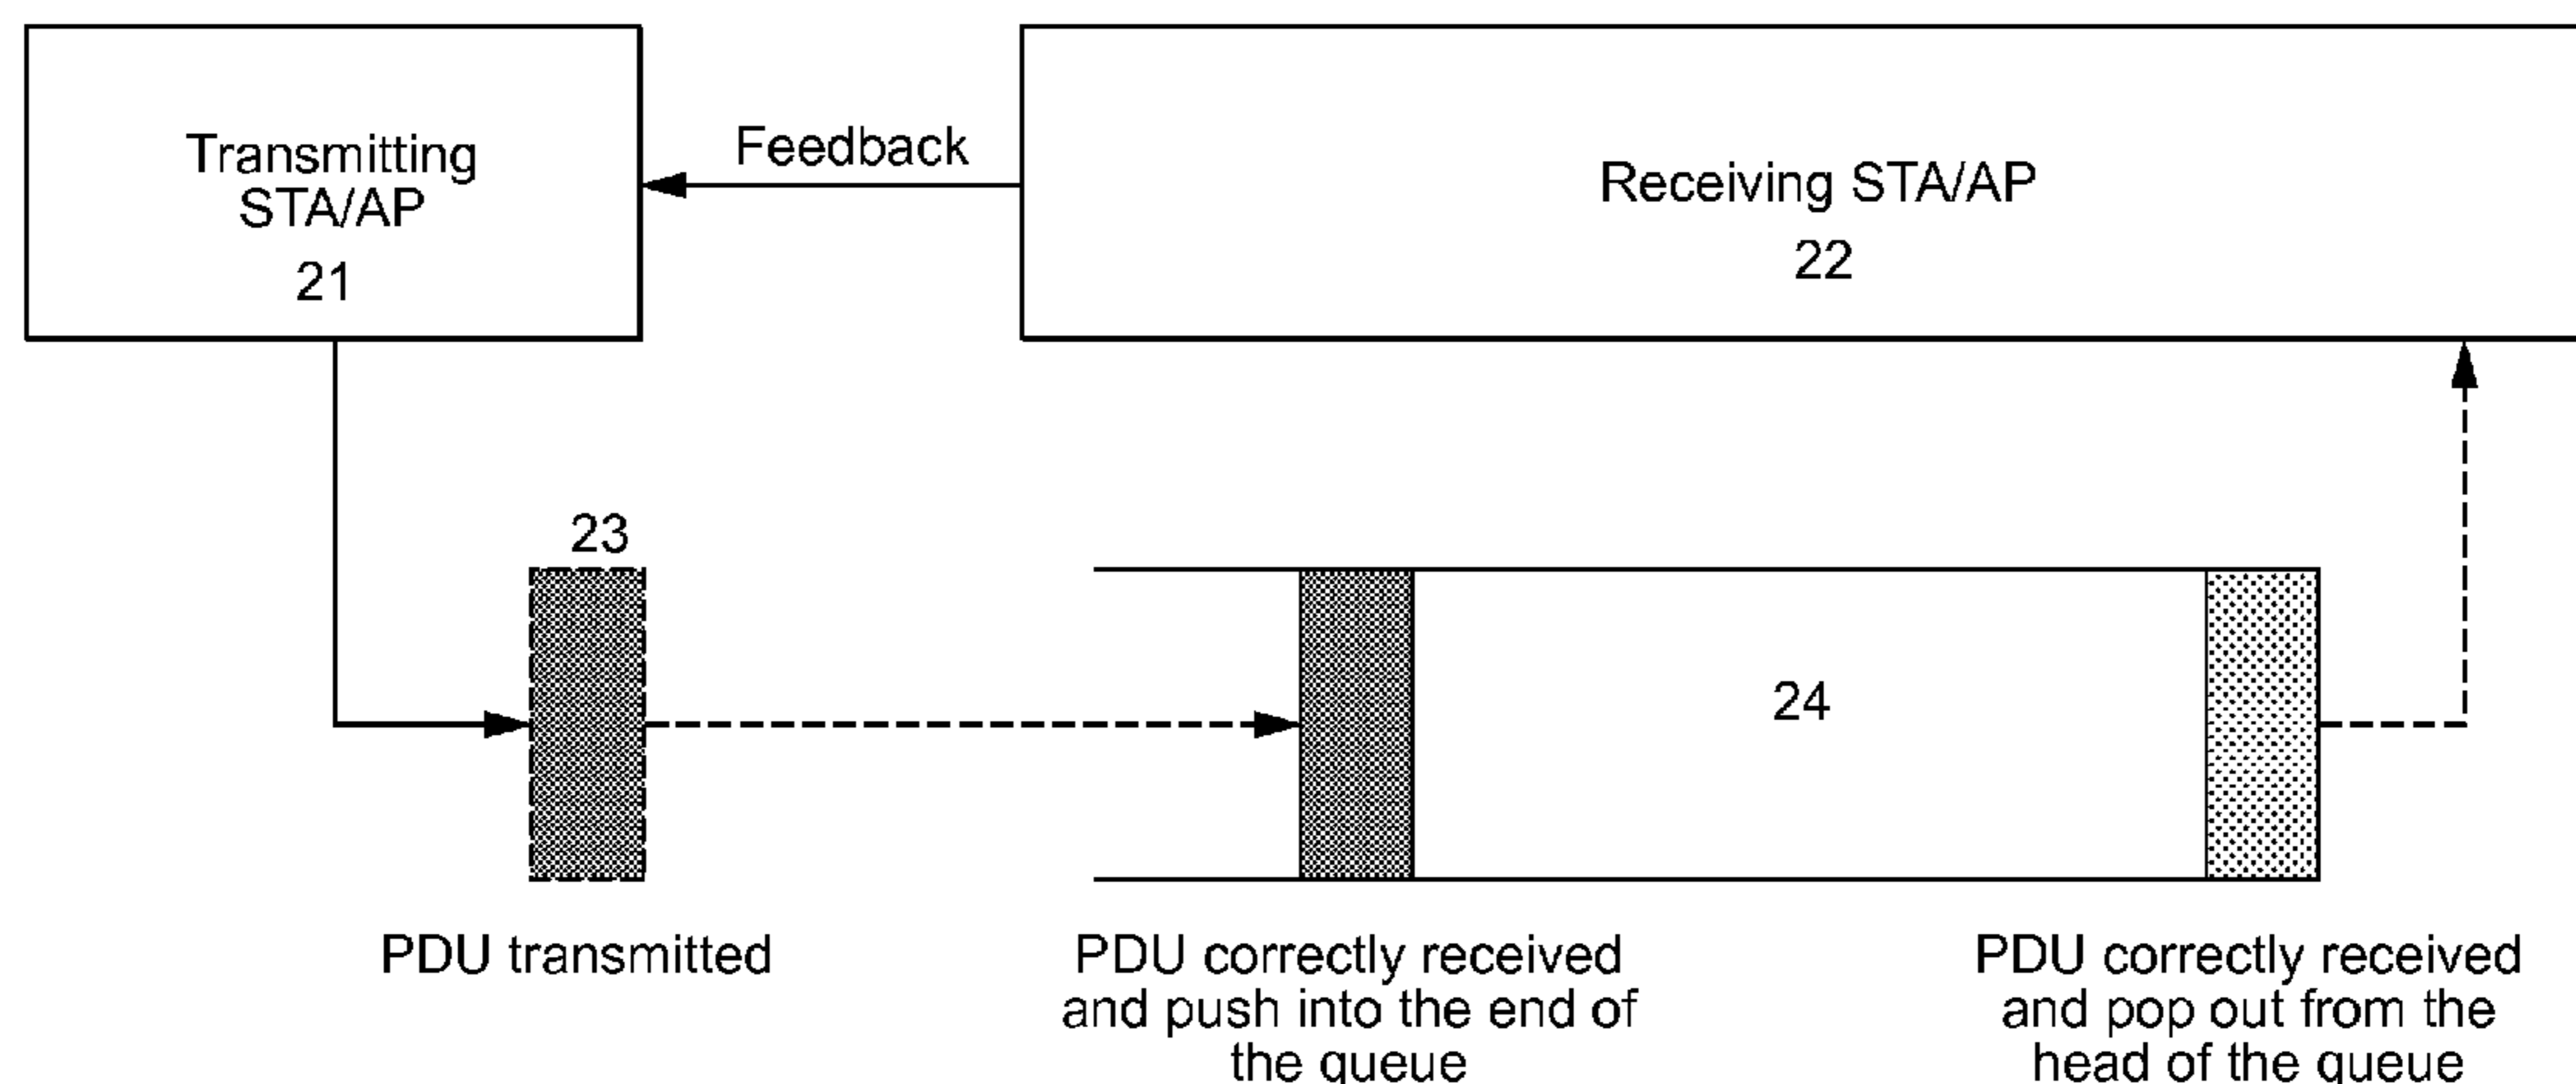 Transmitting
STA/AP
21
Feedback
Receiving STA/AP
22
23
24
PDU transmitted
PDU correctly received
and push into the end of
the queue
PDU correctly received
and pop out from the
head of the queue